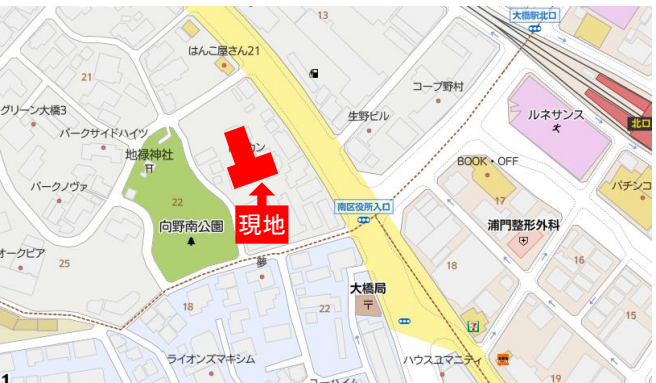 13
大橋駅北口
はんこ屋さん21
21
コープ野村
グリーン大橋3
生野ビル
ルネサンス
北口
パークサイドハイツ
カン
地禄神社
BOOK・OFF
パークノヴァ
22
17
パチンコ
南区役所入口
向野南公園
現地
浦門整形外科
オークピア
25
夢
18
16
大橋局
〒
18
22
15
ライオンズマキシム
ハウスユマニティ
19
1